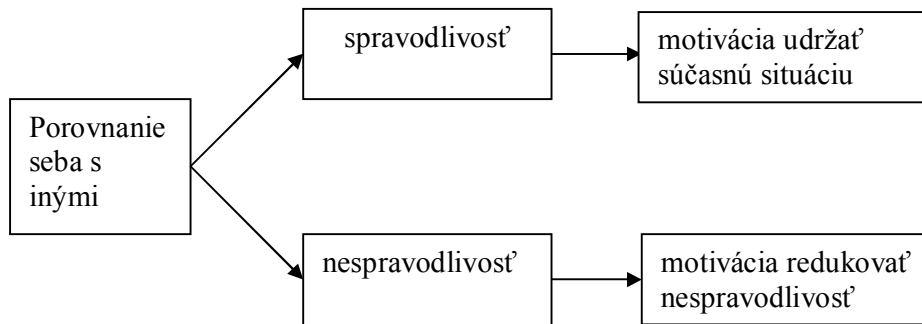 spravodlivosť
motivácia udržať
súčasnú situáciu
Porovnanie
seba s
inými
nespravodlivosť
motivácia redukovať
nespravodlivosť